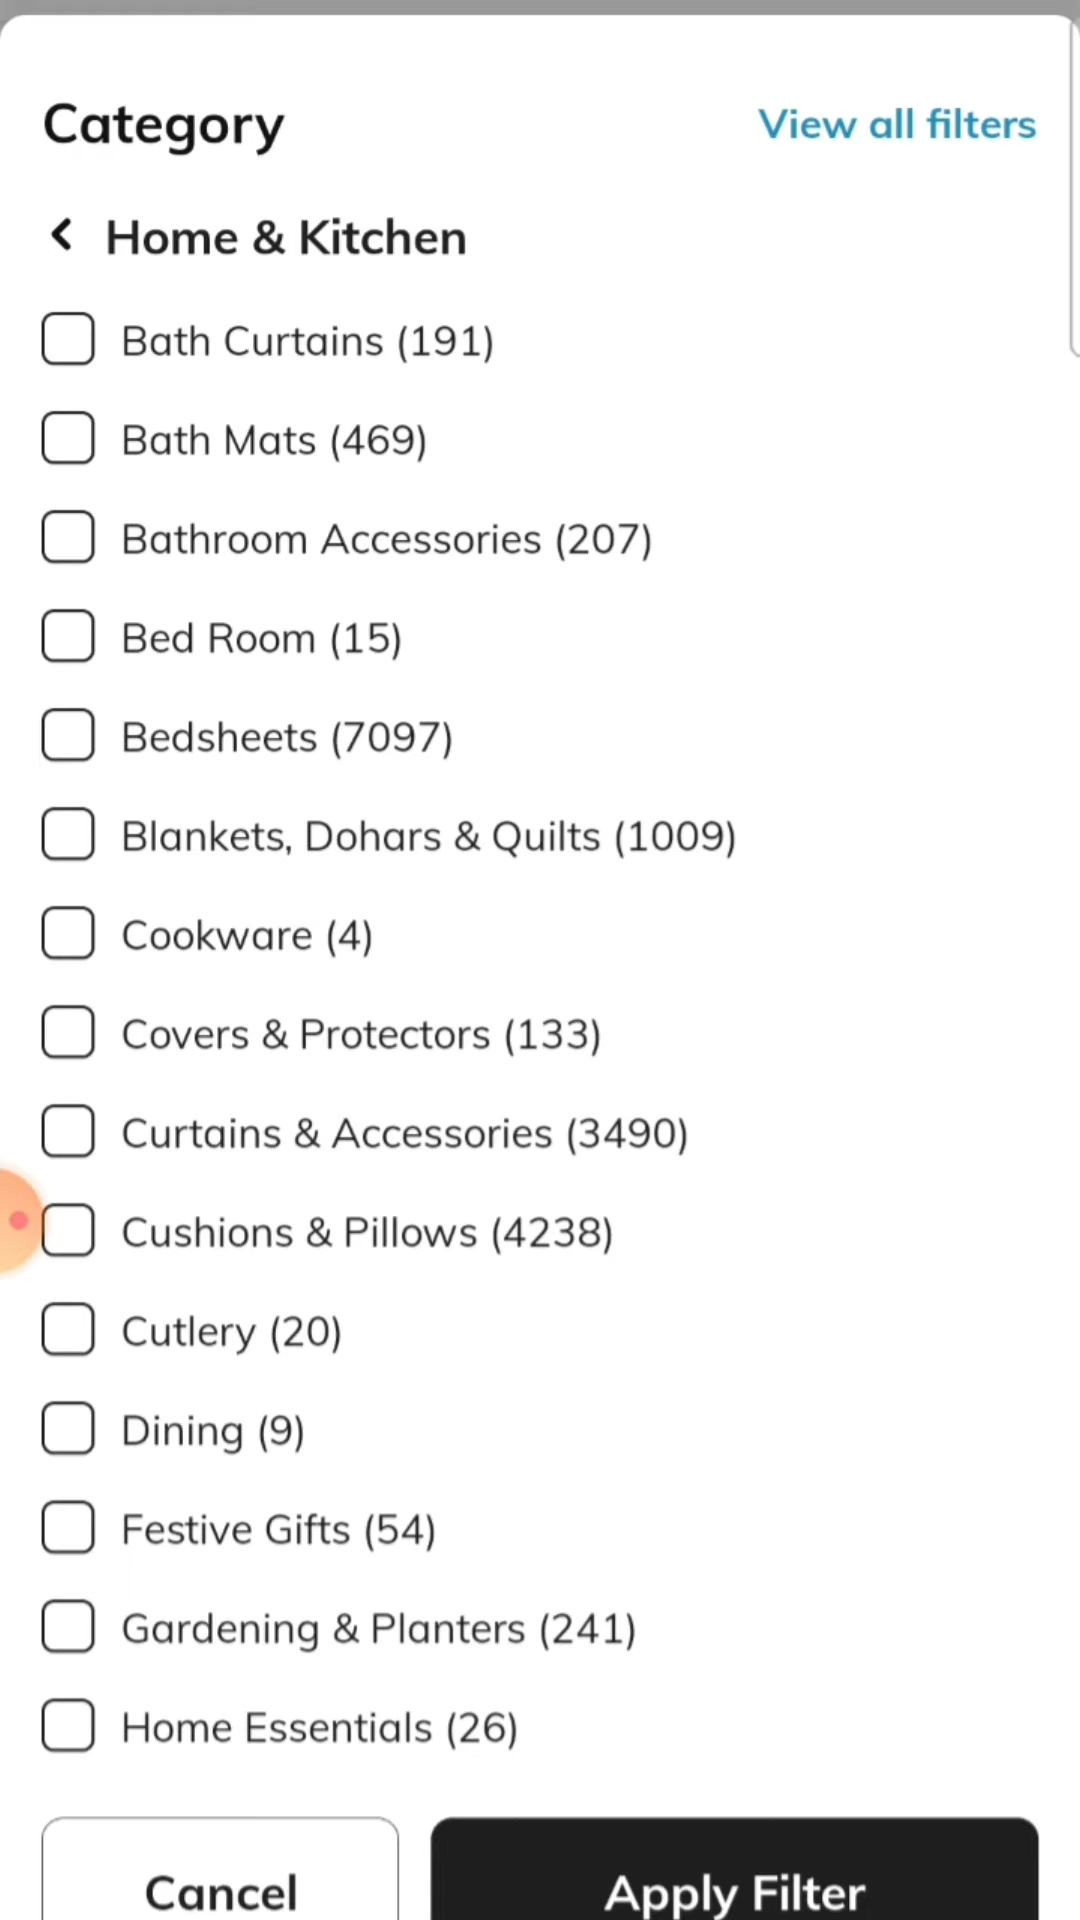 Category
View all filters
Home & Kitchen
Bath Curtains (191)
Bath Mats (469)
Bathroom Accessories (207)
Bed Room (15)
Bedsheets (7097)
Blankets, Dohars & Quilts (1009)
Cookware (4)
Covers & Protectors (133)
Curtains & Accessories (3490)
Cushions & Pillows (4238)
Cutlery (20)
Dining (9)
Festive Gifts (54)
Gardening & Planters (241)
Home Essentials (26)
Cancel
Apply Filter